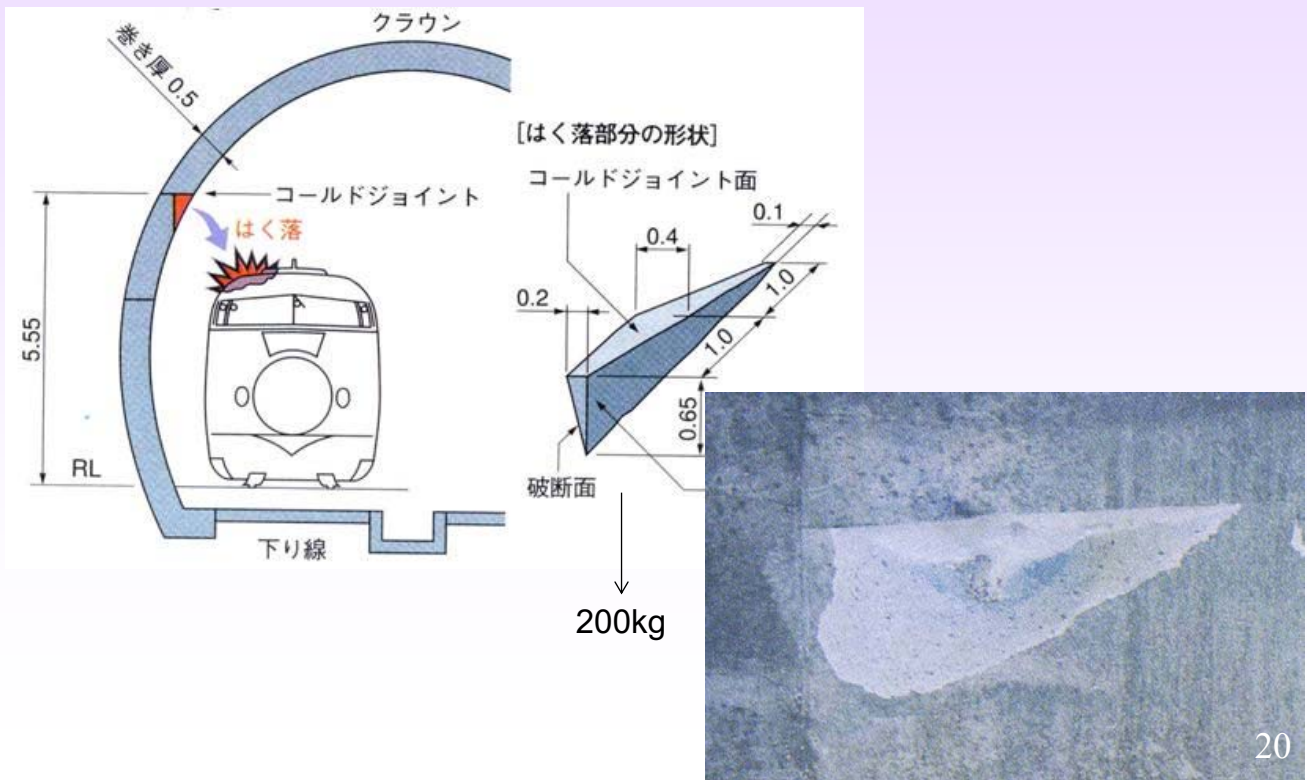 クラウン
巻き厚 0.5
コールドジョイント
はく落
5.55
RL
下り線
[はく落部分の形状]
コールドジョイント面
0.1
0.4
1.0
0.2
1.0
0.65
破断面
200kg
20